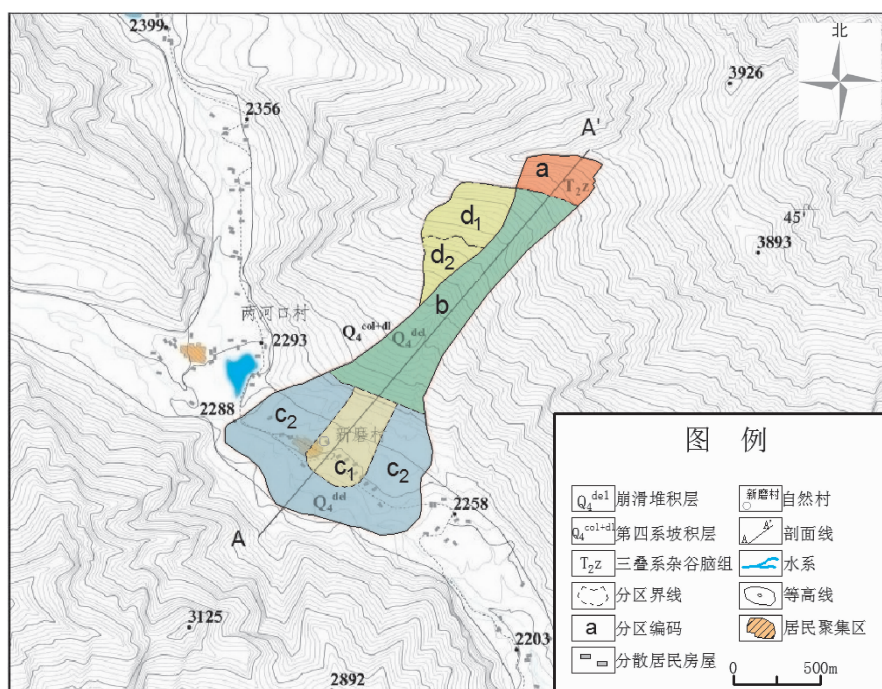 2399
北
3926
2356
A'
a
T₂z
d₁
45°
3893
d₂
b
两河口村
Q₄ᶜᵒˡ⁺ᵈˡ
Q₄ᵈᵉˡ
2293
2288
c₂
新磨村
c₁
c₂
Q₄ᵈᵉˡ
2258
A
3125
2203
2892
图 例
Q₄ᵈᵉˡ 崩滑堆积层
新磨村 自然村
Q₄ᶜᵒˡ⁺ᵈˡ 第四系坡积层
A A' 剖面线
T₂z 三叠系杂谷脑组
水系
分区界线
等高线
a 分区编码
居民聚集区
分散居民房屋
0 500m